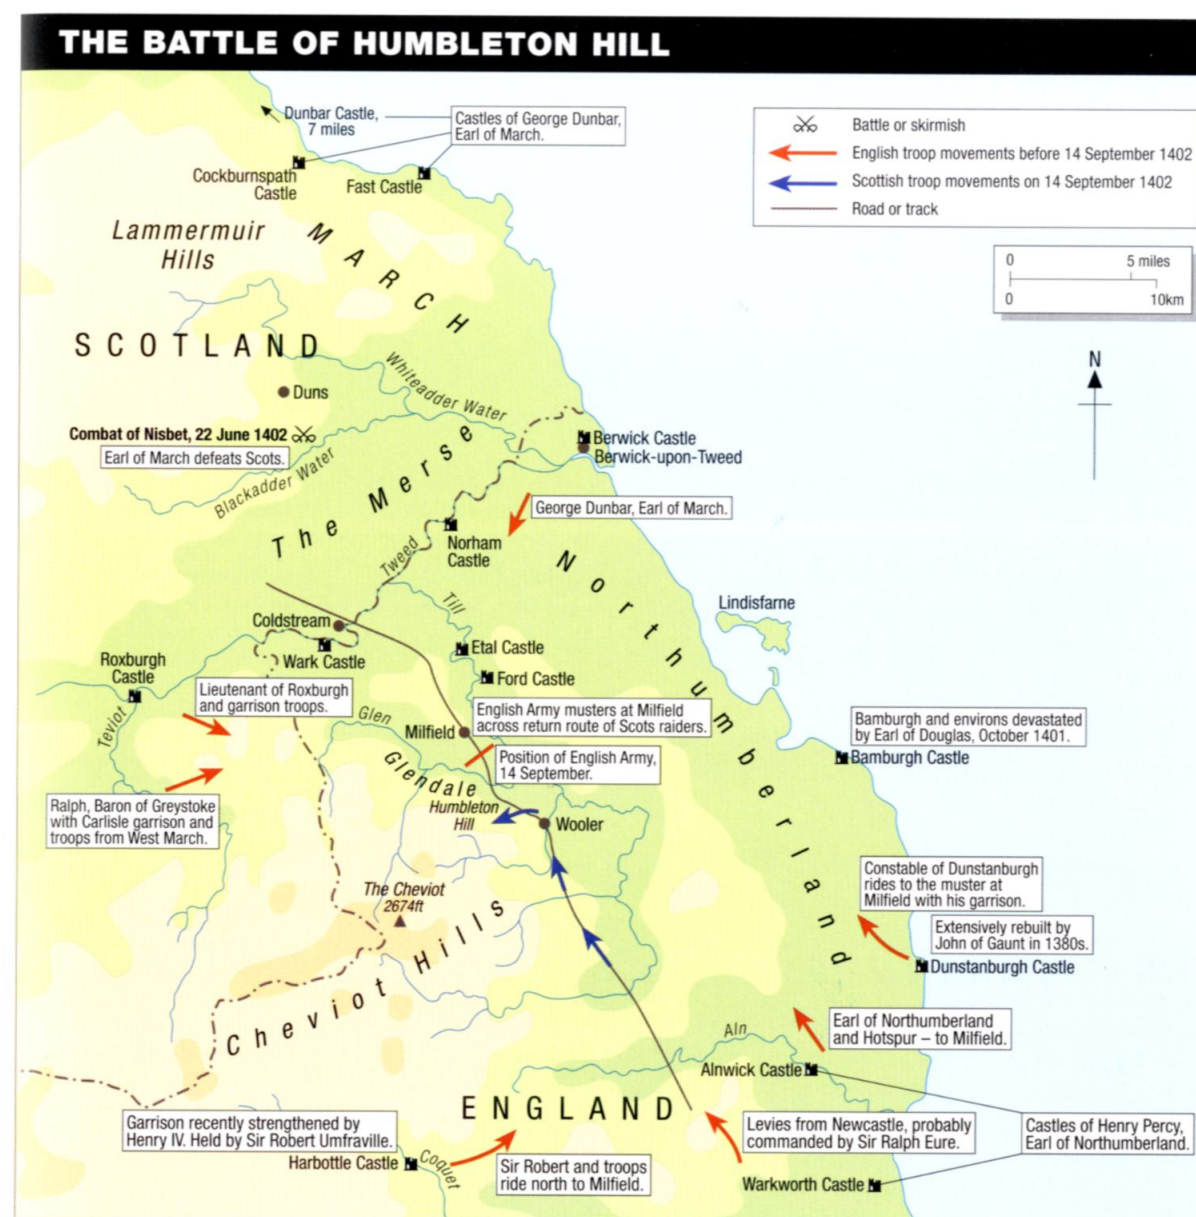 THE BATTLE OF HUMBLETON HILL
Dunbar Castle,
7 miles
Castles of George Dunbar,
Earl of March.
Battle or skirmish
English troop movements before 14 September 1402
Scottish troop movements on 14 September 1402
Road or track
Cockburnspath
Castle
Fast Castle
Lammermuir
Hills
MARCH
0
5 miles
0
10km
N
SCOTLAND
Whiteadder Water
Duns
Combat of Nisbet, 22 June 1402
Earl of March defeats Scots.
Blackadder Water
The Merse
Berwick Castle
Berwick-upon-Tweed
George Dunbar, Earl of March.
Norham
Castle
Tweed
Till
Northumberland
Lindisfarne
Coldstream
Wark Castle
Etal Castle
Ford Castle
Roxburgh
Castle
Teviot
Lieutenant of Roxburgh
and garrison troops.
Glen
Milfield
English Army musters at Milfield
across return route of Scots raiders.
Position of English Army,
14 September.
Glendale
Humbleton
Hill
Wooler
Bamburgh and environs devastated
by Earl of Douglas, October 1401.
Bamburgh Castle
Ralph, Baron of Greystoke
with Carlisle garrison and
troops from West March.
The Cheviot
2674ft
Cheviot Hills
Constable of Dunstanburgh
rides to the muster at
Milfield with his garrison.
Extensively rebuilt by
John of Gaunt in 1380s.
Dunstanburgh Castle
Earl of Northumberland
and Hotspur – to Milfield.
Aln
Alnwick Castle
ENGLAND
Garrison recently strengthened by
Henry IV. Held by Sir Robert Umfraville.
Harbottle Castle
Coquet
Sir Robert and troops
ride north to Milfield.
Levies from Newcastle, probably
commanded by Sir Ralph Eure.
Castles of Henry Percy,
Earl of Northumberland.
Warkworth Castle